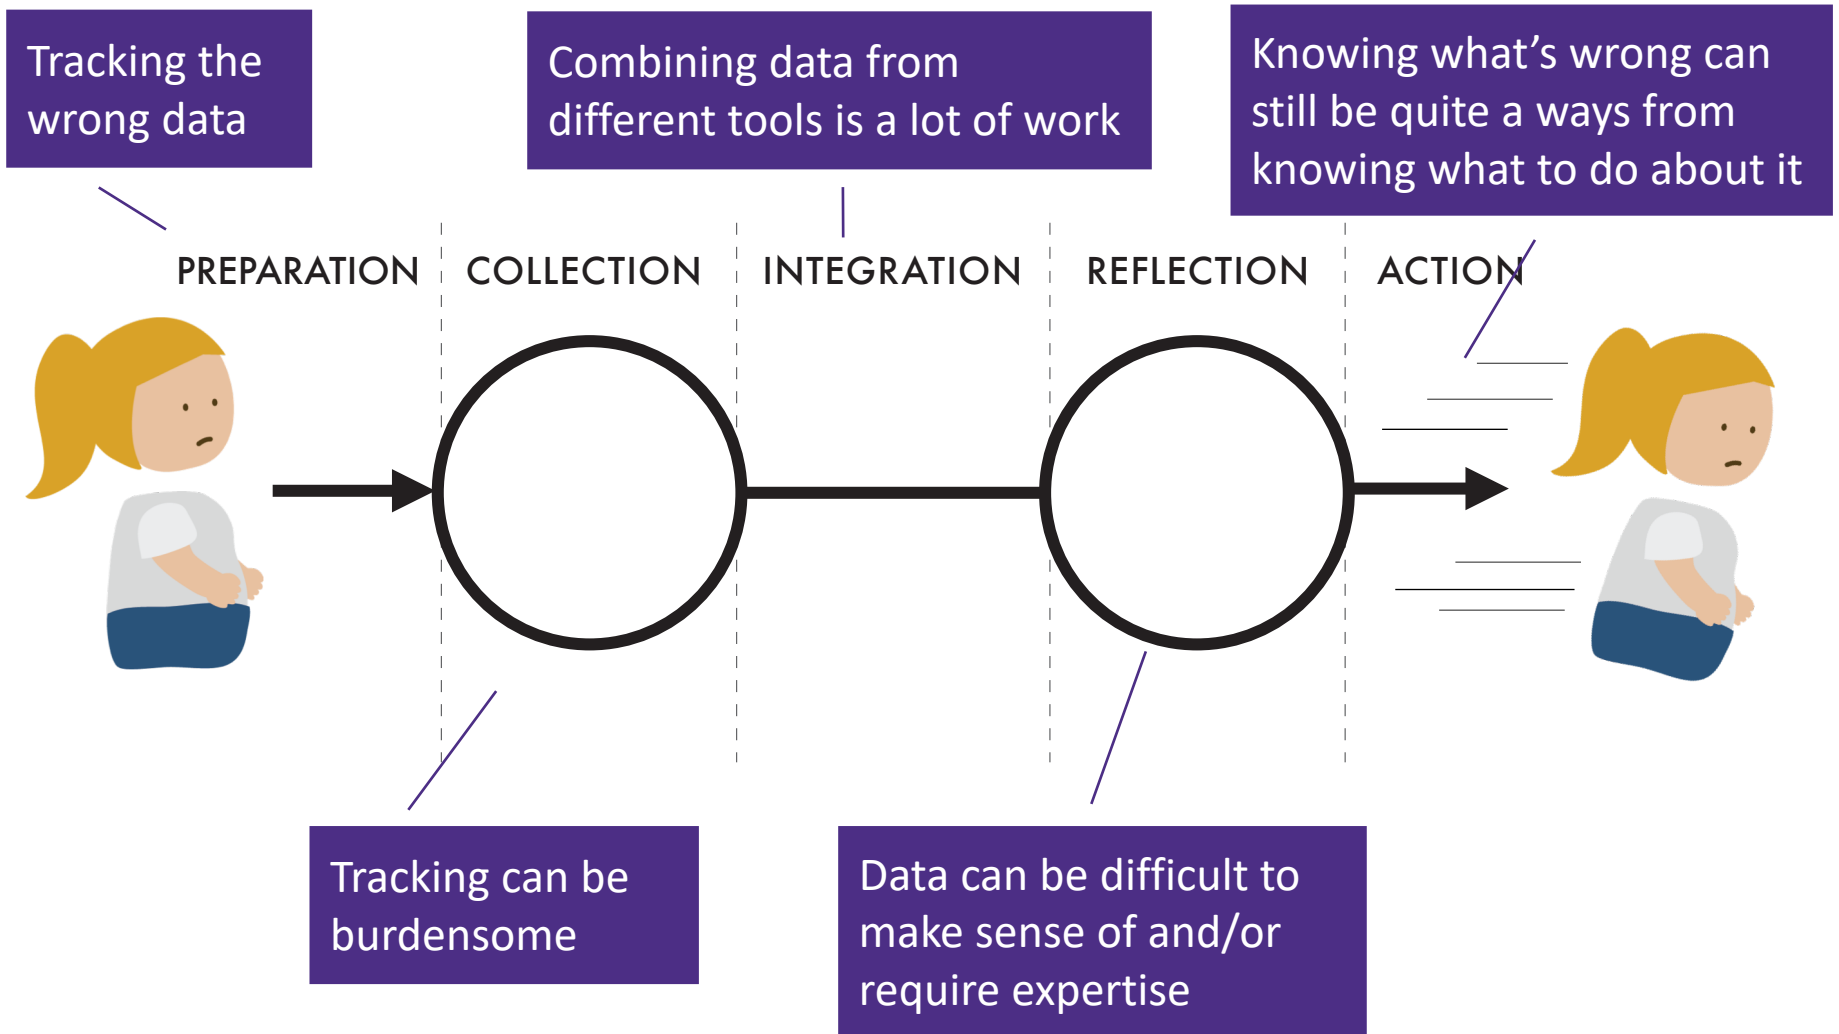 Tracking the
wrong data
Combining data from
different tools is a lot of work
Knowing what’s wrong can
still be quite a ways from
knowing what to do about it
PREPARATION
COLLECTION
INTEGRATION
REFLECTION
ACTION
Tracking can be
burdensome
Data can be difficult to
make sense of and/or
require expertise